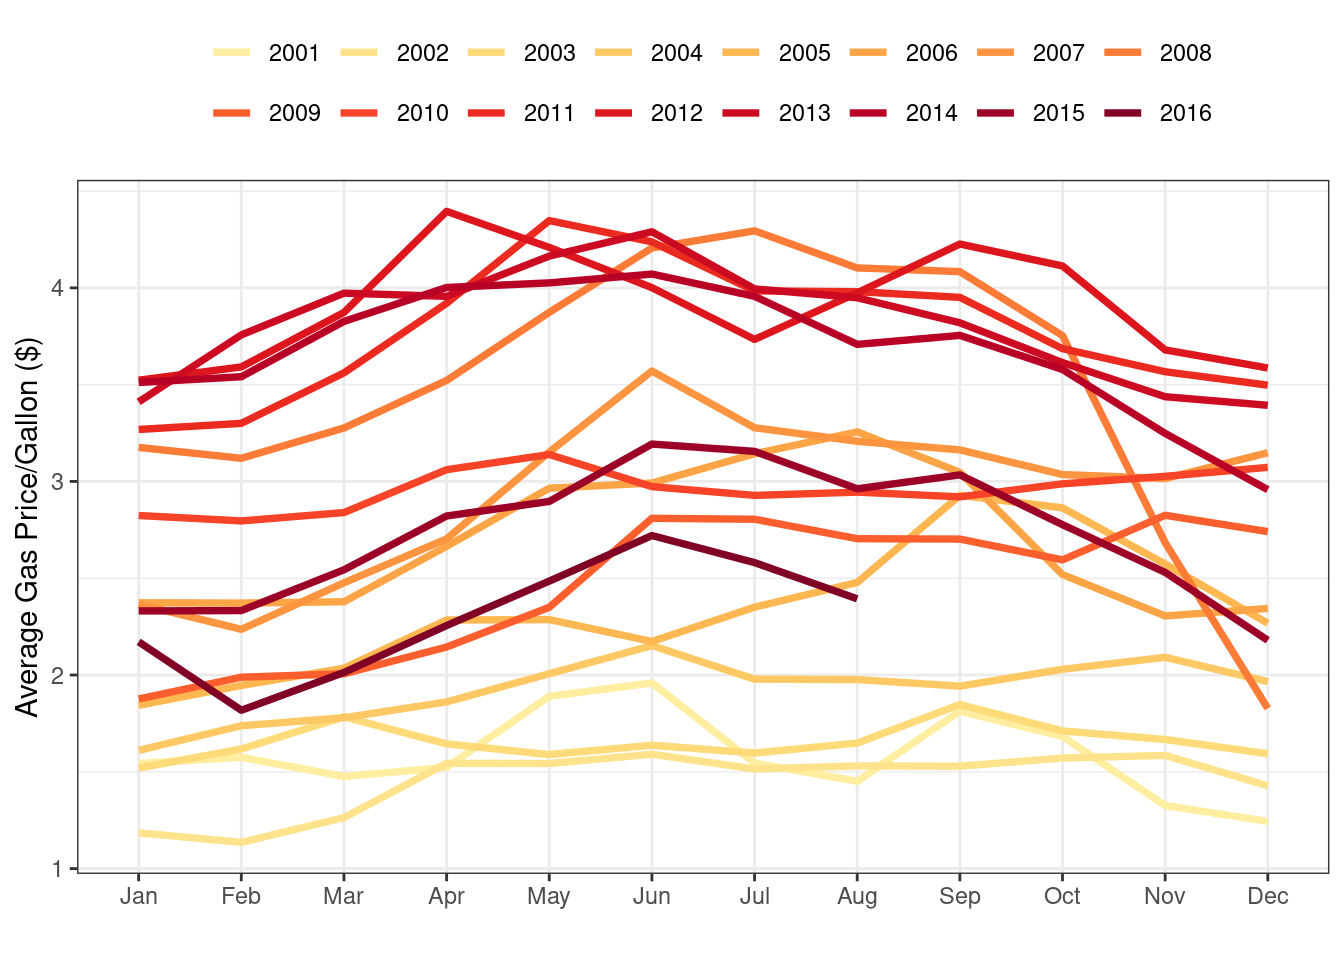 2001 2002 2003 2004 2005 2006 2007 2008
2009 2010 2011 2012 2013 2014 2015 2016
Average Gas Price/Gallon ($)
4
3
2
1
Jan Feb Mar Apr May Jun Jul Aug Sep Oct Nov Dec